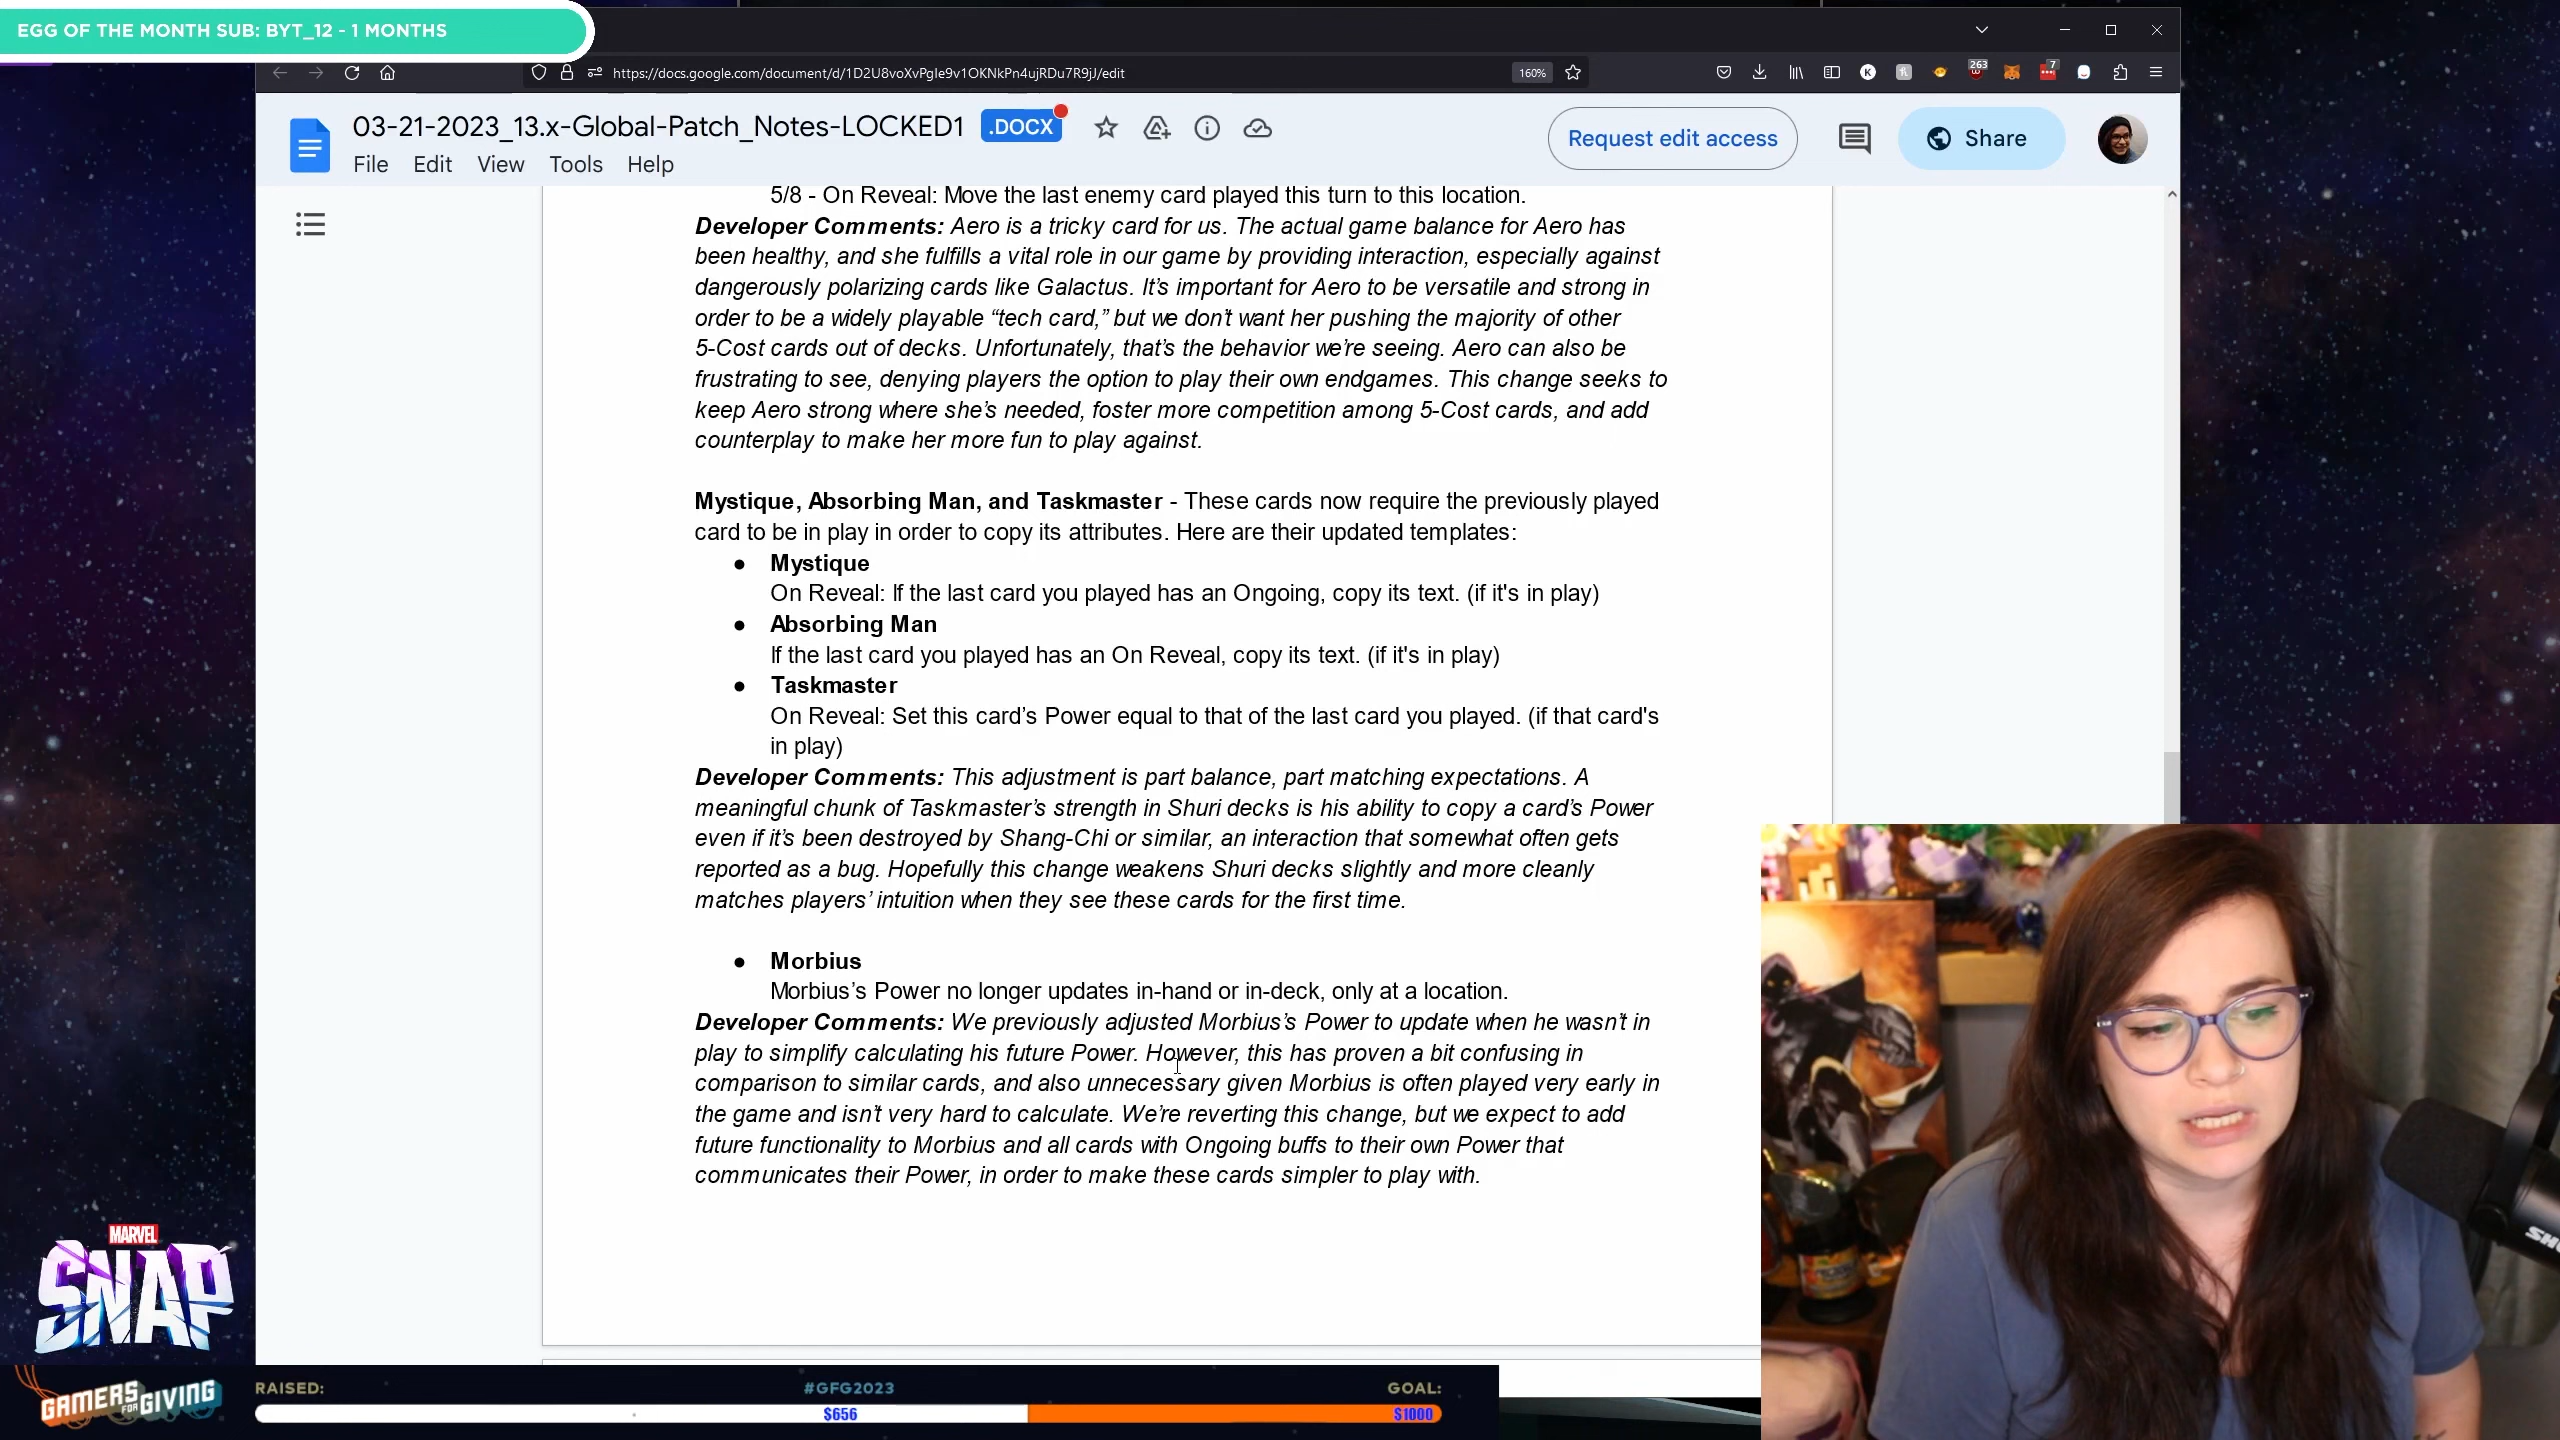 EGG OF THE MONTH SUB: BYT_12 - 1 MONTHS
https://docs.google.com/document/d/1D2U8voXvPgIe9v1OKNkPn4ujRDu7R9jJ/edit
160%
K
263
7
03-21-2023_13.x-Global-Patch_Notes-LOCKED1
.DOCX
Request edit access
Share
File Edit View Tools Help
5/8 - On Reveal: Move the last enemy card played this turn to this location.
Developer Comments: Aero is a tricky card for us. The actual game balance for Aero has
been healthy, and she fulfills a vital role in our game by providing interaction, especially against
dangerously polarizing cards like Galactus. It’s important for Aero to be versatile and strong in
order to be a widely playable “tech card,” but we don’t want her pushing the majority of other
5-Cost cards out of decks. Unfortunately, that’s the behavior we’re seeing. Aero can also be
frustrating to see, denying players the option to play their own endgames. This change seeks to
keep Aero strong where she’s needed, foster more competition among 5-Cost cards, and add
counterplay to make her more fun to play against.
Mystique, Absorbing Man, and Taskmaster - These cards now require the previously played
card to be in play in order to copy its attributes. Here are their updated templates:
● Mystique
On Reveal: If the last card you played has an Ongoing, copy its text. (if it's in play)
● Absorbing Man
If the last card you played has an On Reveal, copy its text. (if it's in play)
● Taskmaster
On Reveal: Set this card’s Power equal to that of the last card you played. (if that card's
in play)
Developer Comments: This adjustment is part balance, part matching expectations. A
meaningful chunk of Taskmaster’s strength in Shuri decks is his ability to copy a card’s Power
even if it’s been destroyed by Shang-Chi or similar, an interaction that somewhat often gets
reported as a bug. Hopefully this change weakens Shuri decks slightly and more cleanly
matches players’ intuition when they see these cards for the first time.
● Morbius
Morbius’s Power no longer updates in-hand or in-deck, only at a location.
Developer Comments: We previously adjusted Morbius’s Power to update when he wasn’t in
play to simplify calculating his future Power. However, this has proven a bit confusing in
comparison to similar cards, and also unnecessary given Morbius is often played very early in
the game and isn’t very hard to calculate. We’re reverting this change, but we expect to add
future functionality to Morbius and all cards with Ongoing buffs to their own Power that
communicates their Power, in order to make these cards simpler to play with.
MARVEL
SNAP
GAMERS FOR GIVING
RAISED: #GFG2023 GOAL:
$656 $1000